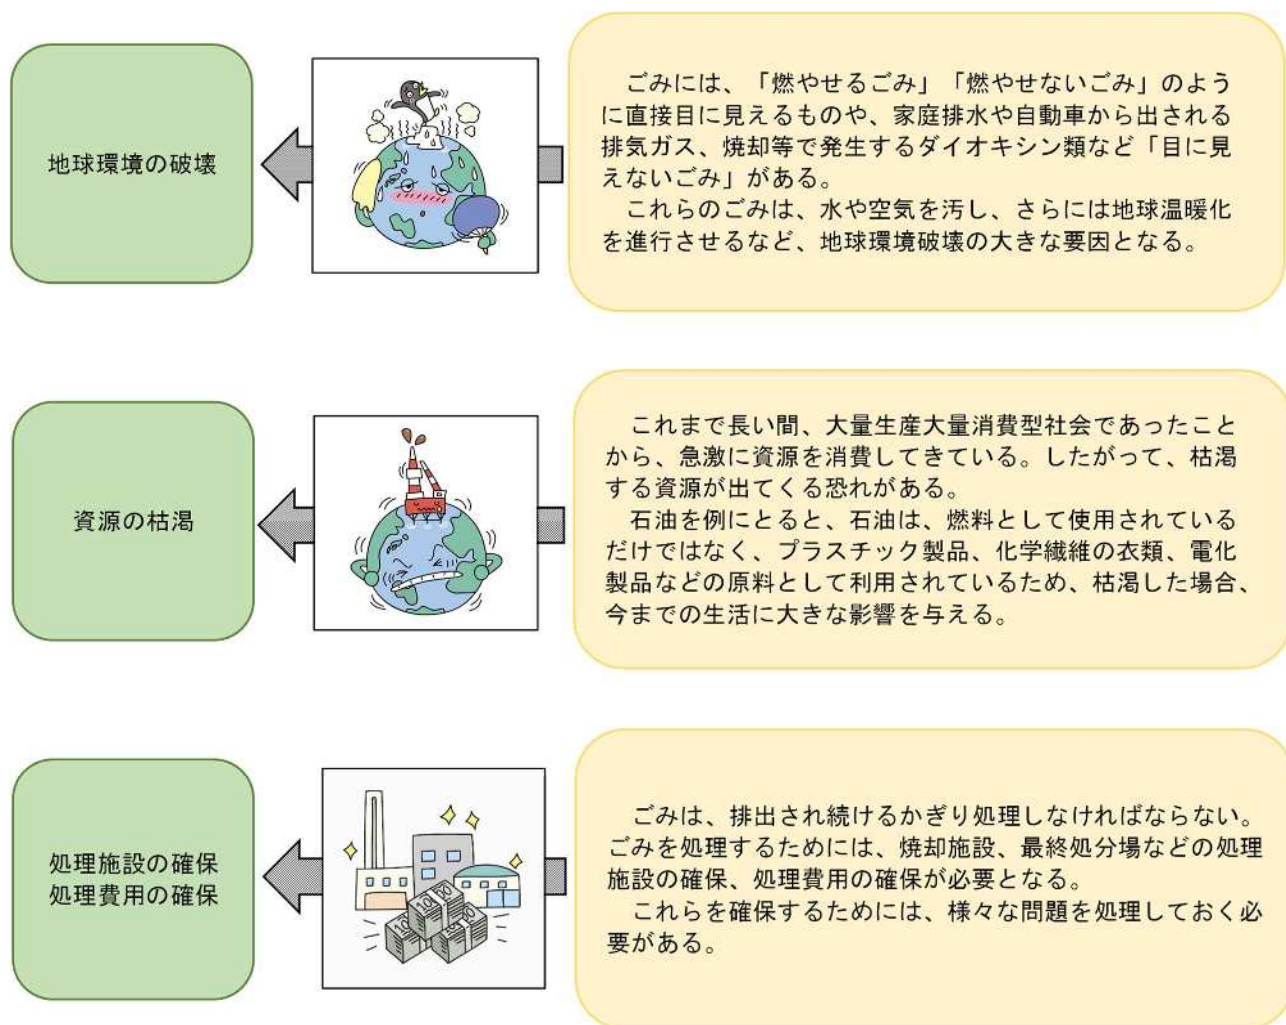 地球環境の破壊
　ごみには、「燃やせるごみ」「燃やせないごみ」のよう
に直接目に見えるものや、家庭排水や自動車から出される
排気ガス、焼却等で発生するダイオキシン類など「目に見
えないごみ」がある。
　これらのごみは、水や空気を汚し、さらには地球温暖化
を進行させるなど、地球環境破壊の大きな要因となる。
資源の枯渇
　これまで長い間、大量生産大量消費型社会であったこと
から、急激に資源を消費してきている。したがって、枯渇
する資源が出てくる恐れがある。
　石油を例にとると、石油は、燃料として使用されている
だけではなく、プラスチック製品、化学繊維の衣類、電化
製品などの原料として利用されているため、枯渇した場合、
今までの生活に大きな影響を与える。
処理施設の確保
処理費用の確保
　ごみは、排出され続けるかぎり処理しなければならない。
ごみを処理するためには、焼却施設、最終処分場などの処理
施設の確保、処理費用の確保が必要となる。
　これらを確保するためには、様々な問題を処理しておく必
要がある。